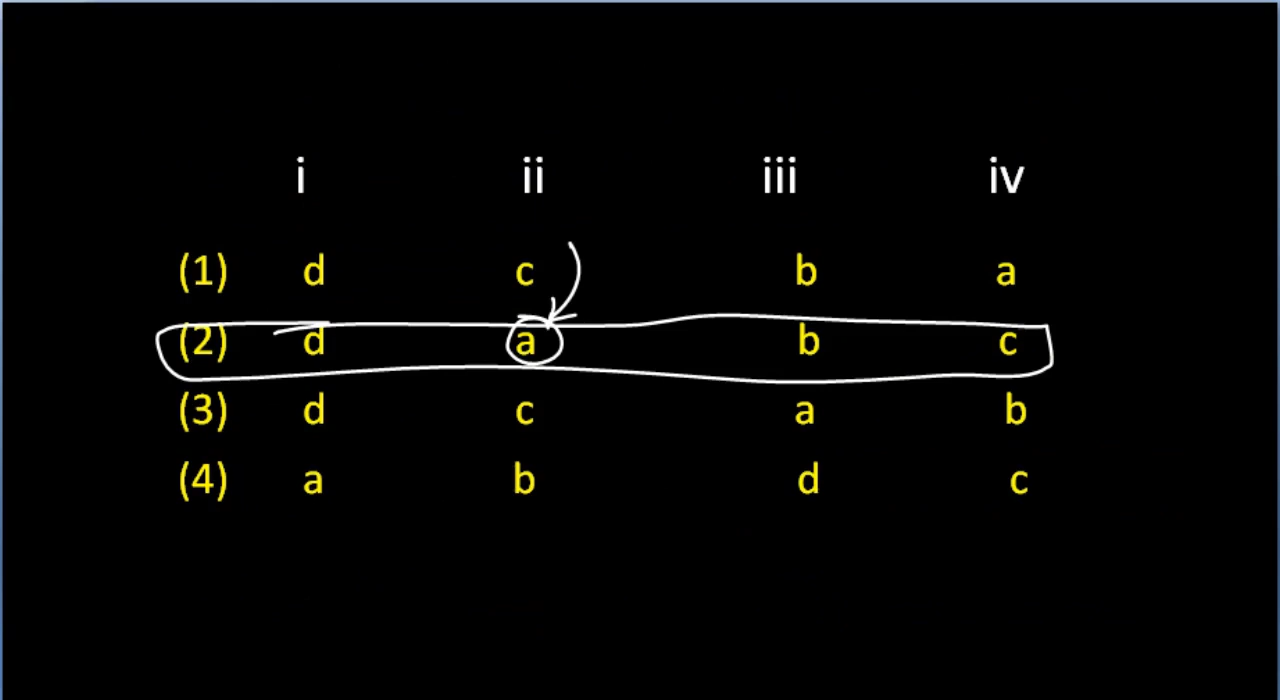 i ii iii iv
(1) d c b a
(2) d a b c
(3) d c a b
(4) a b d c